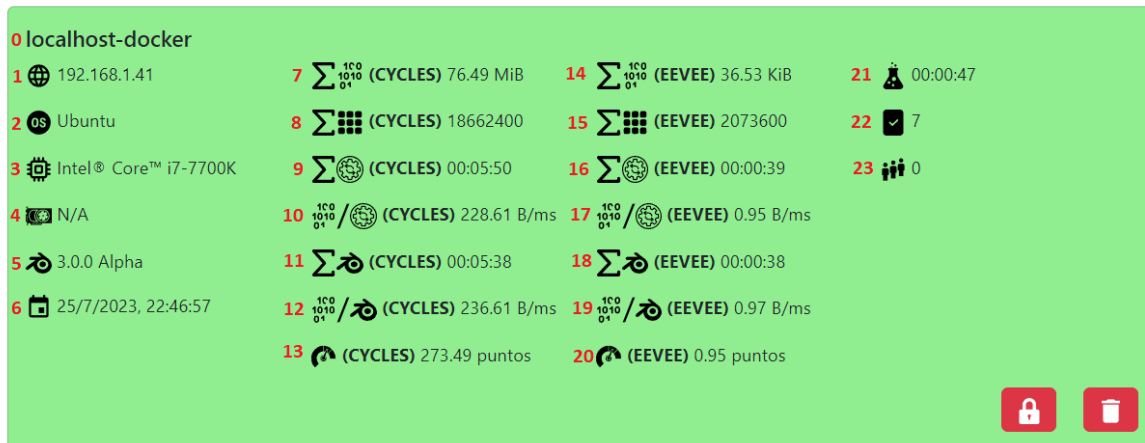 0 localhost-docker
1 192.168.1.41
2 OS Ubuntu
3 Intel® Core™ i7-7700K
4 N/A
5 3.0.0 Alpha
6 25/7/2023, 22:46:57
7 ∑ (CYCLES) 76.49 MiB
8 ∑ (CYCLES) 18662400
9 ∑ (CYCLES) 00:05:50
10 / (CYCLES) 228.61 B/ms
11 ∑ (CYCLES) 00:05:38
12 / (CYCLES) 236.61 B/ms
13 (CYCLES) 273.49 puntos
14 ∑ (EEVEE) 36.53 KiB
15 ∑ (EEVEE) 2073600
16 ∑ (EEVEE) 00:00:39
17 / (EEVEE) 0.95 B/ms
18 ∑ (EEVEE) 00:00:38
19 / (EEVEE) 0.97 B/ms
20 (EEVEE) 0.95 puntos
21 00:00:47
22 7
23 0